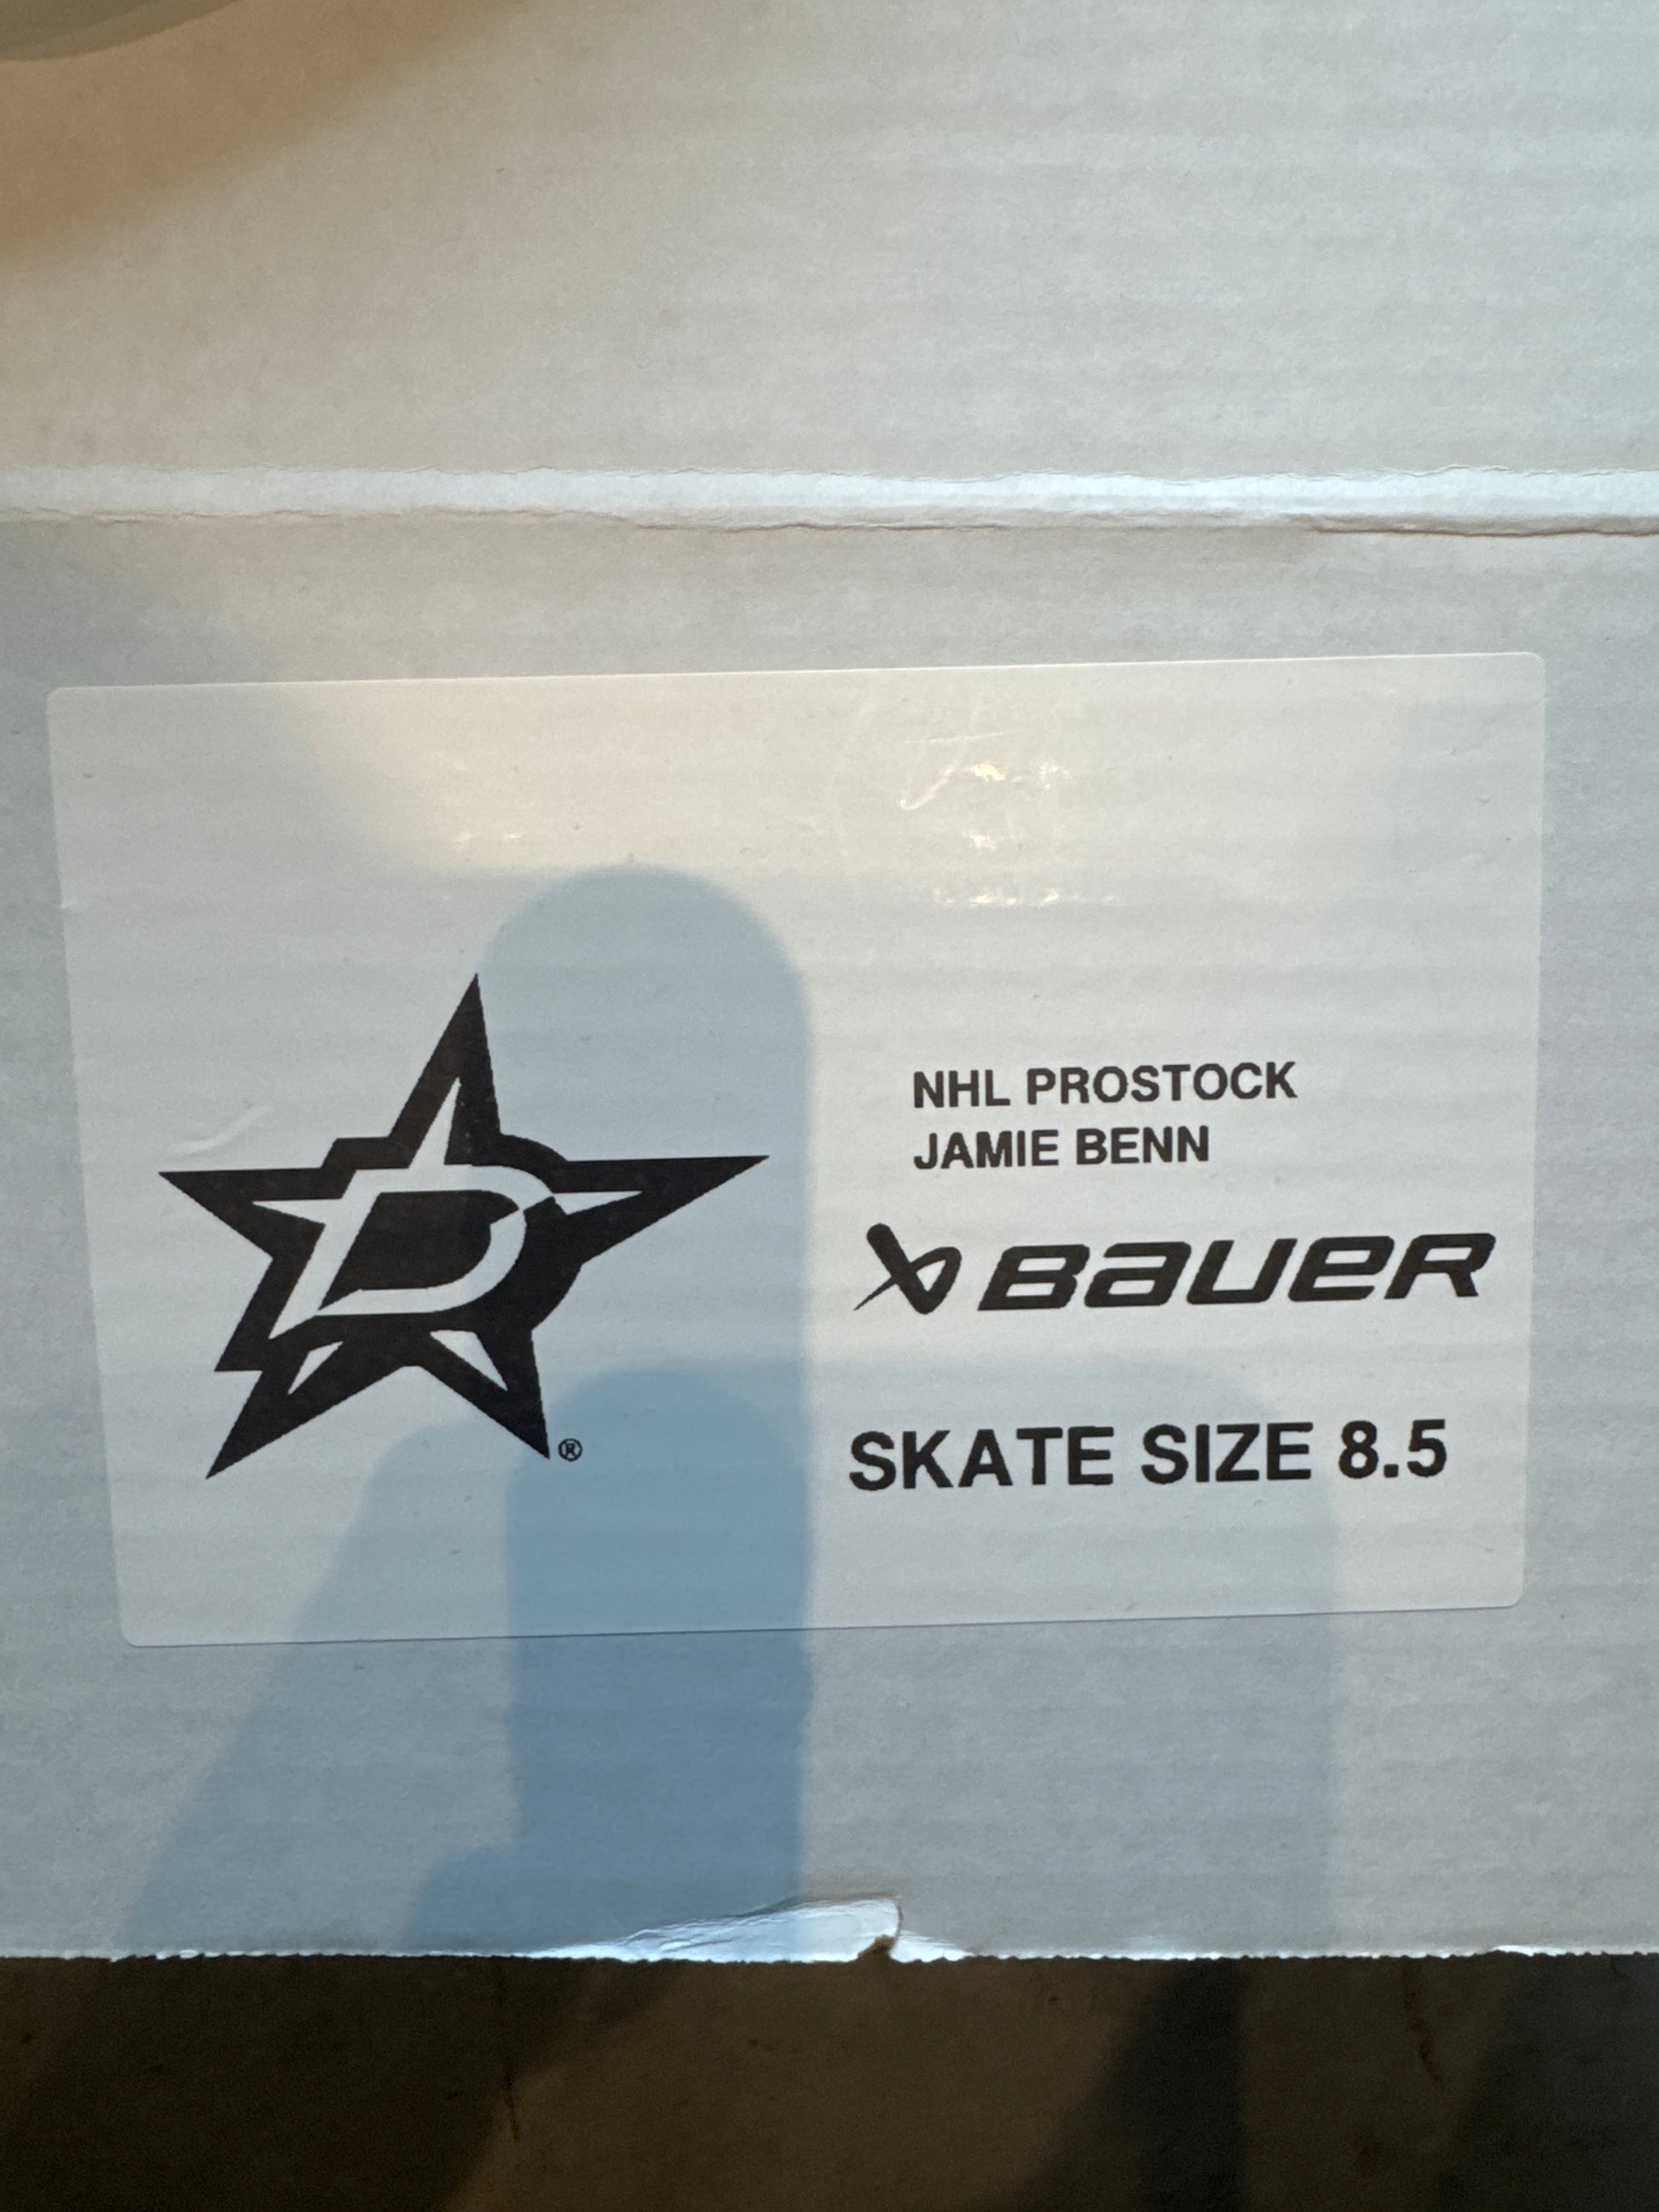 D
®
NHL PROSTOCK
JAMIE BENN
BAUER
SKATE SIZE 8.5